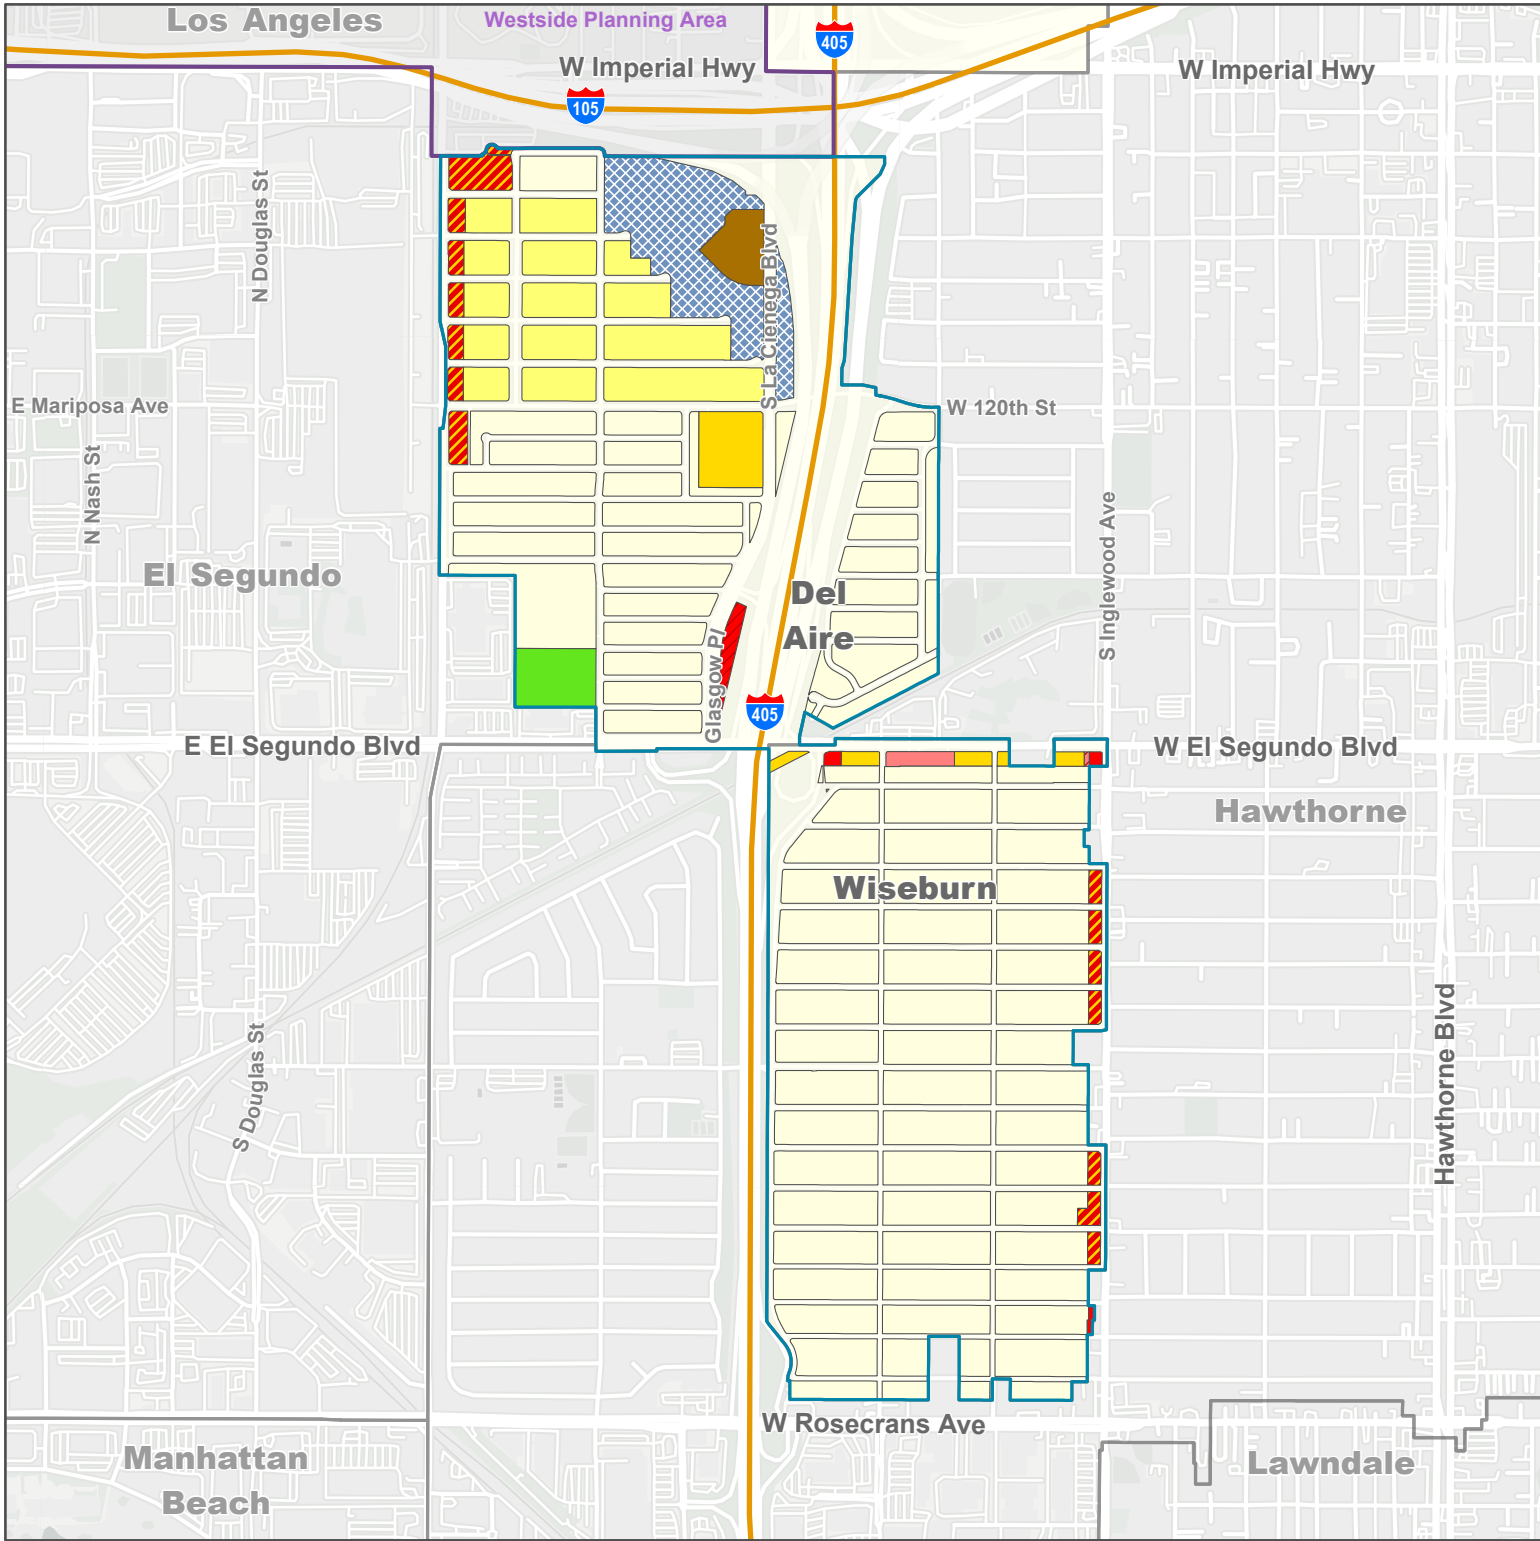 Los Angeles
Westside Planning Area
405
W Imperial Hwy
W Imperial Hwy
105
N Douglas St
S La Cienega Blvd
E Mariposa Ave
W 120th St
N Nash St
S Inglewood Ave
El Segundo
Del
Aire
Glasgow Pl
405
E El Segundo Blvd
W El Segundo Blvd
Hawthorne
Wiseburn
S Douglas St
Hawthorne Blvd
W Rosecrans Ave
Manhattan
Beach
Lawndale